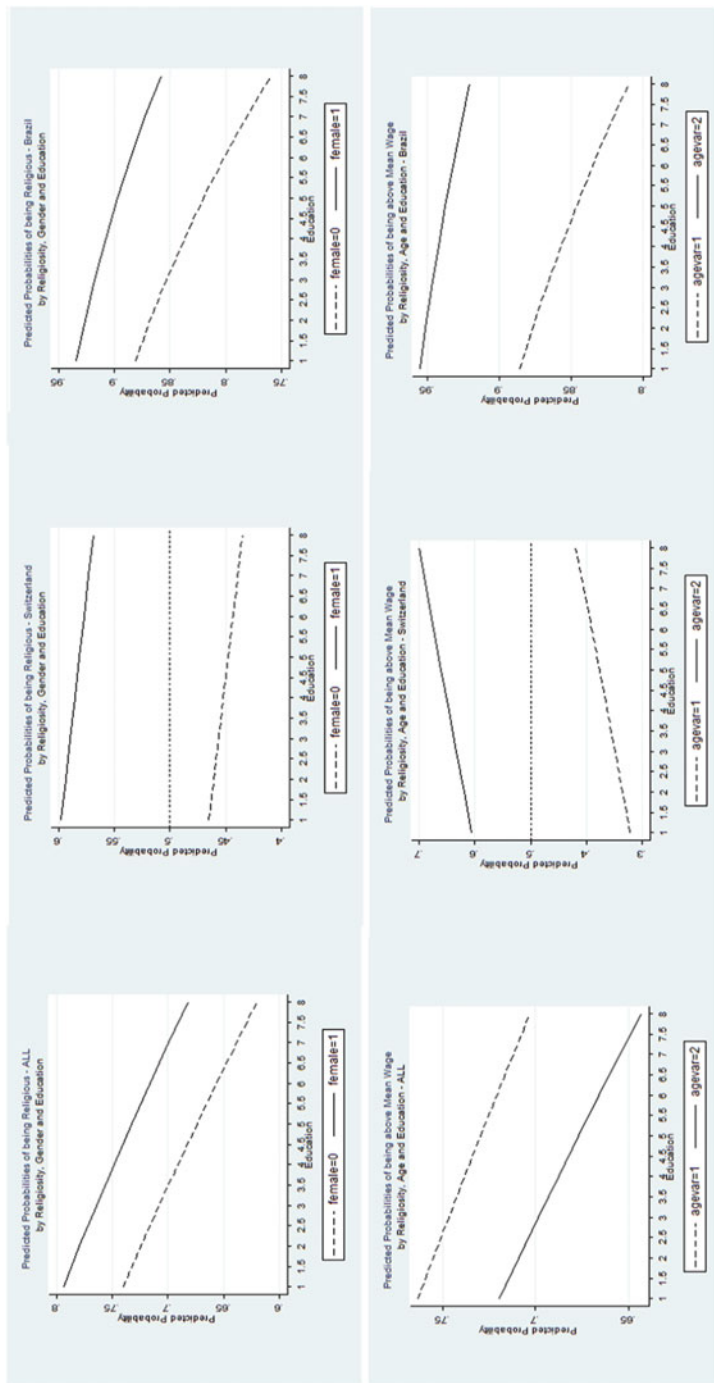 Predicted Probabilities of being Religious - ALL
by Religiosity, Gender and Education
Predicted Probability
.8
.75
.7
.65
.6
1 1.5 2 2.5 3 3.5 4 4.5 5 5.5 6 6.5 7 7.5 8
Education
female=0 female=1
Predicted Probabilities of being Religious - Switzerland
by Religiosity, Gender and Education
Predicted Probability
.6
.55
.5
.45
.4
1 1.5 2 2.5 3 3.5 4 4.5 5 5.5 6 6.5 7 7.5 8
Education
female=0 female=1
Predicted Probabilities of being Religious - Brazil
by Religiosity, Gender and Education
Predicted Probability
.95
.9
.85
.8
.75
1 1.5 2 2.5 3 3.5 4 4.5 5 5.5 6 6.5 7 7.5 8
Education
female=0 female=1
Predicted Probabilities of being above Mean Wage
by Religiosity, Age and Education - ALL
Predicted Probability
.75
.7
.65
1 1.5 2 2.5 3 3.5 4 4.5 5 5.5 6 6.5 7 7.5 8
Education
agevar=1 agevar=2
Predicted Probabilities of being above Mean Wage
by Religiosity, Age and Education - Switzerland
Predicted Probability
.7
.6
.5
.4
.3
1 1.5 2 2.5 3 3.5 4 4.5 5 5.5 6 6.5 7 7.5 8
Education
agevar=1 agevar=2
Predicted Probabilities of being above Mean Wage
by Religiosity, Age and Education - Brazil
Predicted Probability
.95
.9
.85
.8
1 1.5 2 2.5 3 3.5 4 4.5 5 5.5 6 6.5 7 7.5 8
Education
agevar=1 agevar=2